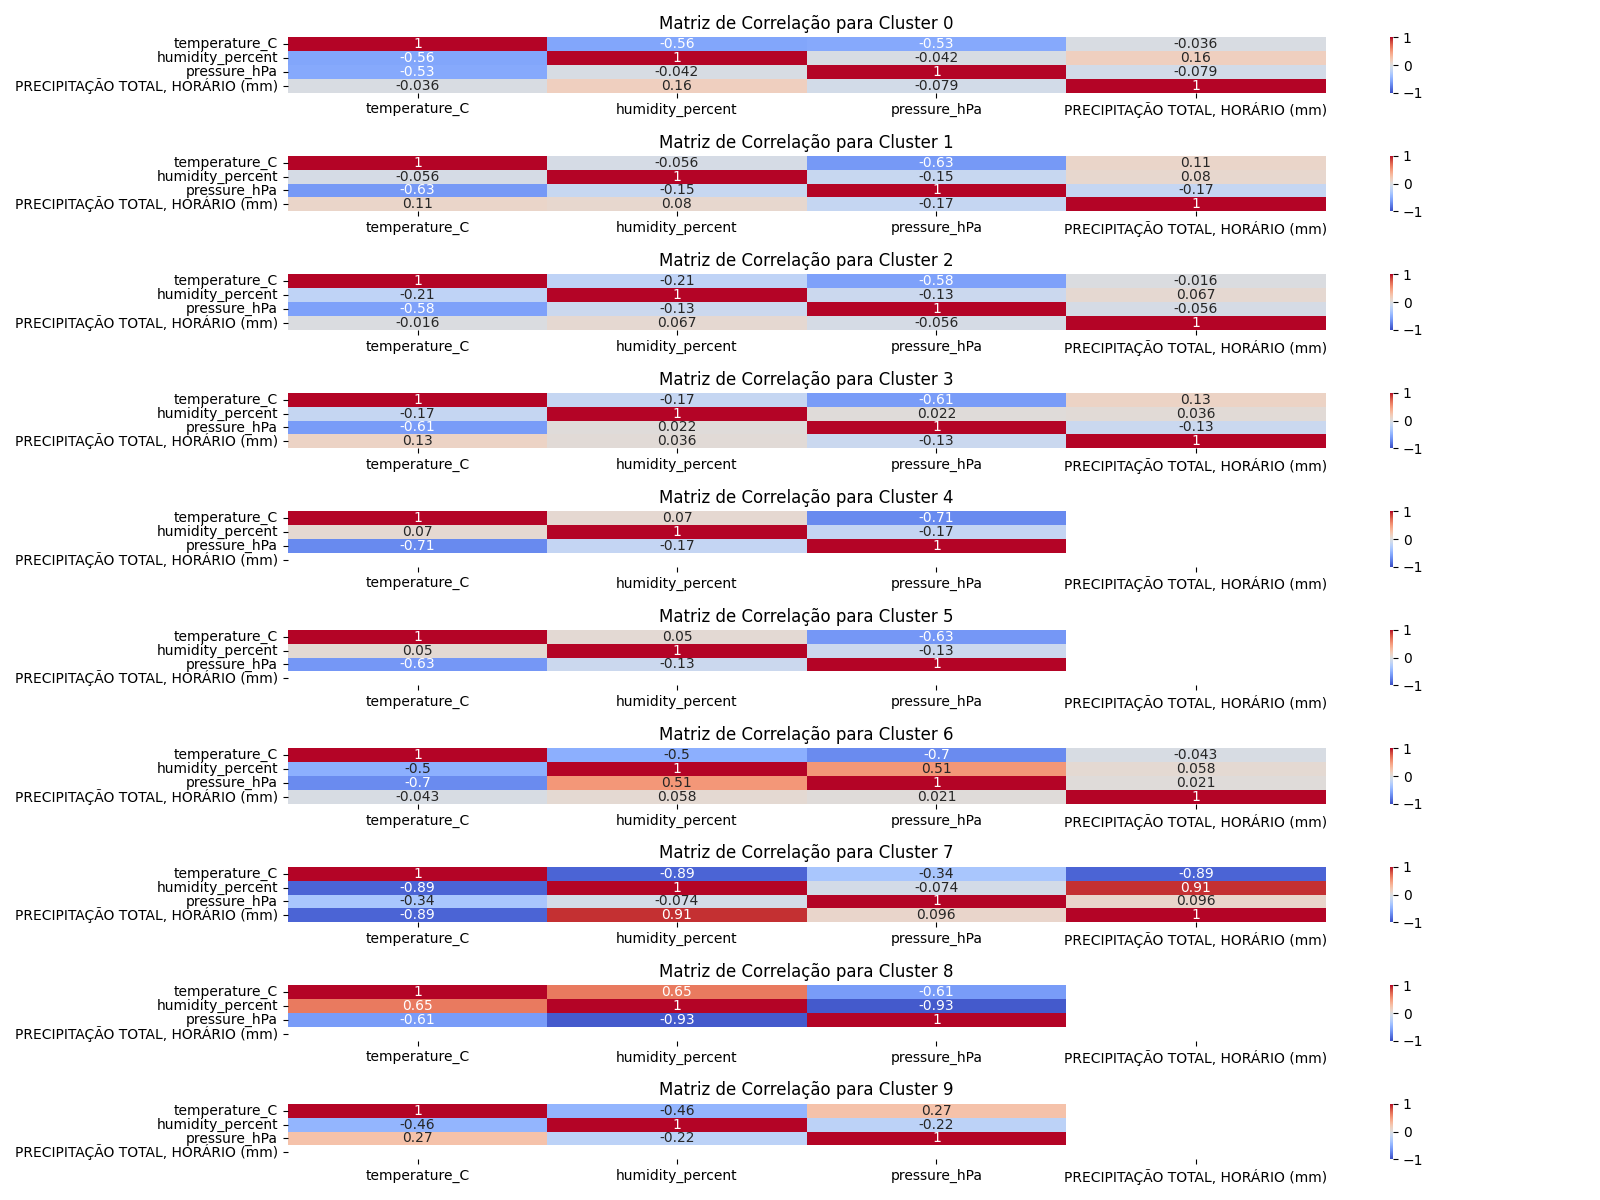 Matriz de Correlação para Cluster 0
temperature_C 1 -0.56 -0.53 -0.036 1
humidity_percent -0.56 1 -0.042 0.16
pressure_hPa -0.53 -0.042 1 -0.079 0
PRECIPITAÇÃO TOTAL, HORÁRIO (mm) -0.036 0.16 -0.079 1 −1
temperature_C humidity_percent pressure_hPa PRECIPITAÇÃO TOTAL, HORÁRIO (mm)
Matriz de Correlação para Cluster 1
temperature_C 1 -0.056 -0.63 0.11 1
humidity_percent -0.056 1 -0.15 0.08
pressure_hPa -0.63 -0.15 1 -0.17 0
PRECIPITAÇÃO TOTAL, HORÁRIO (mm) 0.11 0.08 -0.17 1 −1
temperature_C humidity_percent pressure_hPa PRECIPITAÇÃO TOTAL, HORÁRIO (mm)
Matriz de Correlação para Cluster 2
temperature_C 1 -0.21 -0.58 -0.016 1
humidity_percent -0.21 1 -0.13 0.067
pressure_hPa -0.58 -0.13 1 -0.056 0
PRECIPITAÇÃO TOTAL, HORÁRIO (mm) -0.016 0.067 -0.056 1 −1
temperature_C humidity_percent pressure_hPa PRECIPITAÇÃO TOTAL, HORÁRIO (mm)
Matriz de Correlação para Cluster 3
temperature_C 1 -0.17 -0.61 0.13 1
humidity_percent -0.17 1 0.022 0.036
pressure_hPa -0.61 0.022 1 -0.13 0
PRECIPITAÇÃO TOTAL, HORÁRIO (mm) 0.13 0.036 -0.13 1 −1
temperature_C humidity_percent pressure_hPa PRECIPITAÇÃO TOTAL, HORÁRIO (mm)
Matriz de Correlação para Cluster 4
temperature_C 1 0.07 -0.71 1
humidity_percent 0.07 1 -0.17
pressure_hPa -0.71 -0.17 1 0
PRECIPITAÇÃO TOTAL, HORÁRIO (mm) −1
temperature_C humidity_percent pressure_hPa PRECIPITAÇÃO TOTAL, HORÁRIO (mm)
Matriz de Correlação para Cluster 5
temperature_C 1 0.05 -0.63 1
humidity_percent 0.05 1 -0.13
pressure_hPa -0.63 -0.13 1 0
PRECIPITAÇÃO TOTAL, HORÁRIO (mm) −1
temperature_C humidity_percent pressure_hPa PRECIPITAÇÃO TOTAL, HORÁRIO (mm)
Matriz de Correlação para Cluster 6
temperature_C 1 -0.5 -0.7 -0.043 1
humidity_percent -0.5 1 0.51 0.058
pressure_hPa -0.7 0.51 1 0.021 0
PRECIPITAÇÃO TOTAL, HORÁRIO (mm) -0.043 0.058 0.021 1 −1
temperature_C humidity_percent pressure_hPa PRECIPITAÇÃO TOTAL, HORÁRIO (mm)
Matriz de Correlação para Cluster 7
temperature_C 1 -0.89 -0.34 -0.89 1
humidity_percent -0.89 1 -0.074 0.91
pressure_hPa -0.34 -0.074 1 0.096 0
PRECIPITAÇÃO TOTAL, HORÁRIO (mm) -0.89 0.91 0.096 1 −1
temperature_C humidity_percent pressure_hPa PRECIPITAÇÃO TOTAL, HORÁRIO (mm)
Matriz de Correlação para Cluster 8
temperature_C 1 0.65 -0.61 1
humidity_percent 0.65 1 -0.93
pressure_hPa -0.61 -0.93 1 0
PRECIPITAÇÃO TOTAL, HORÁRIO (mm) −1
temperature_C humidity_percent pressure_hPa PRECIPITAÇÃO TOTAL, HORÁRIO (mm)
Matriz de Correlação para Cluster 9
temperature_C 1 -0.46 0.27 1
humidity_percent -0.46 1 -0.22
pressure_hPa 0.27 -0.22 1 0
PRECIPITAÇÃO TOTAL, HORÁRIO (mm) −1
temperature_C humidity_percent pressure_hPa PRECIPITAÇÃO TOTAL, HORÁRIO (mm)